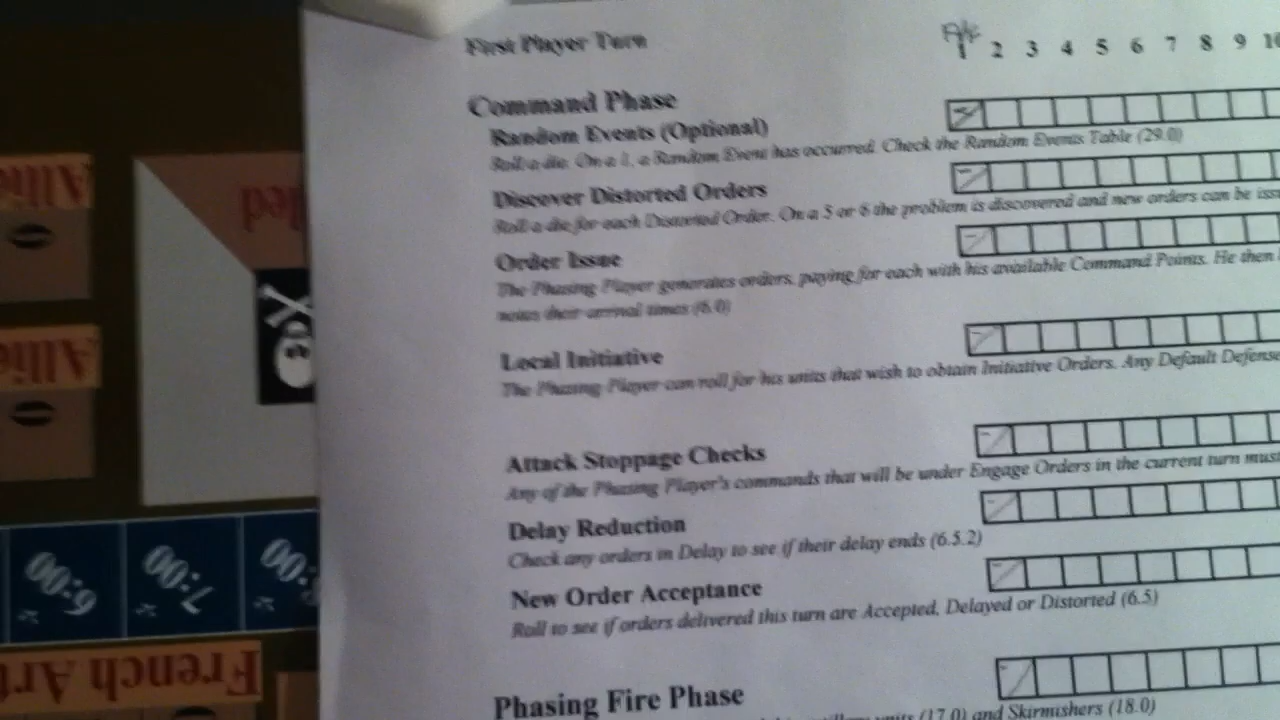 First Player Turn
1 2 3 4 5 6 7 8 9 10
Command Phase
Random Events (Optional)
Roll a die. On a 1, a Random Event has occurred. Check the Random Events Table (29.0)
Discover Distorted Orders
Roll a die for each Distorted Order. On a 5 or 6 the problem is discovered and new orders can be
Order Issue
The Phasing Player generates orders, paying for each with his available Command Points. He then
notes their arrival times (6.0)
Local Initiative
The Phasing Player can roll for his units that wish to obtain Initiative Orders. Any Default Defense
Attack Stoppage Checks
Any of the Phasing Player's commands that will be under Engage Orders in the current turn must
Delay Reduction
Check any orders in Delay to see if their delay ends (6.5.2)
New Order Acceptance
Roll to see if orders delivered this turn are Accepted, Delayed or Distorted (6.5)
Phasing Fire Phase
units (17.0) and Skirmishers (18.0)
Allie
Allie
lled
6:00
7:00
:00
French Art